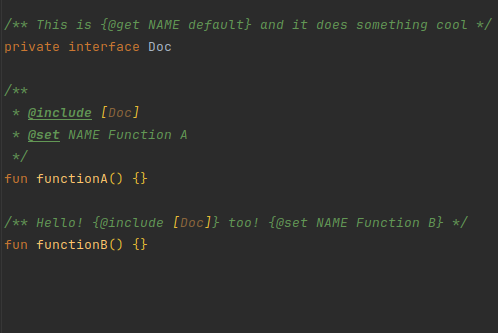 /** This is {@get NAME default} and it does something cool */
private interface Doc
/**
 * @include [Doc]
 * @set NAME Function A
 */
fun functionA() {}
/** Hello! {@include [Doc]} too! {@set NAME Function B} */
fun functionB() {}